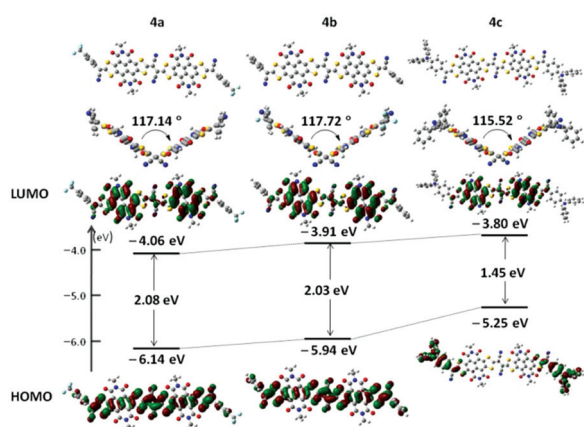 4a 4b 4c
117.14 ° 117.72 ° 115.52 °
LUMO
(eV)
−4.06 eV −3.91 eV −3.80 eV
-4.0
2.08 eV 2.03 eV 1.45 eV
-5.0
−5.25 eV
-6.0
−6.14 eV −5.94 eV
HOMO